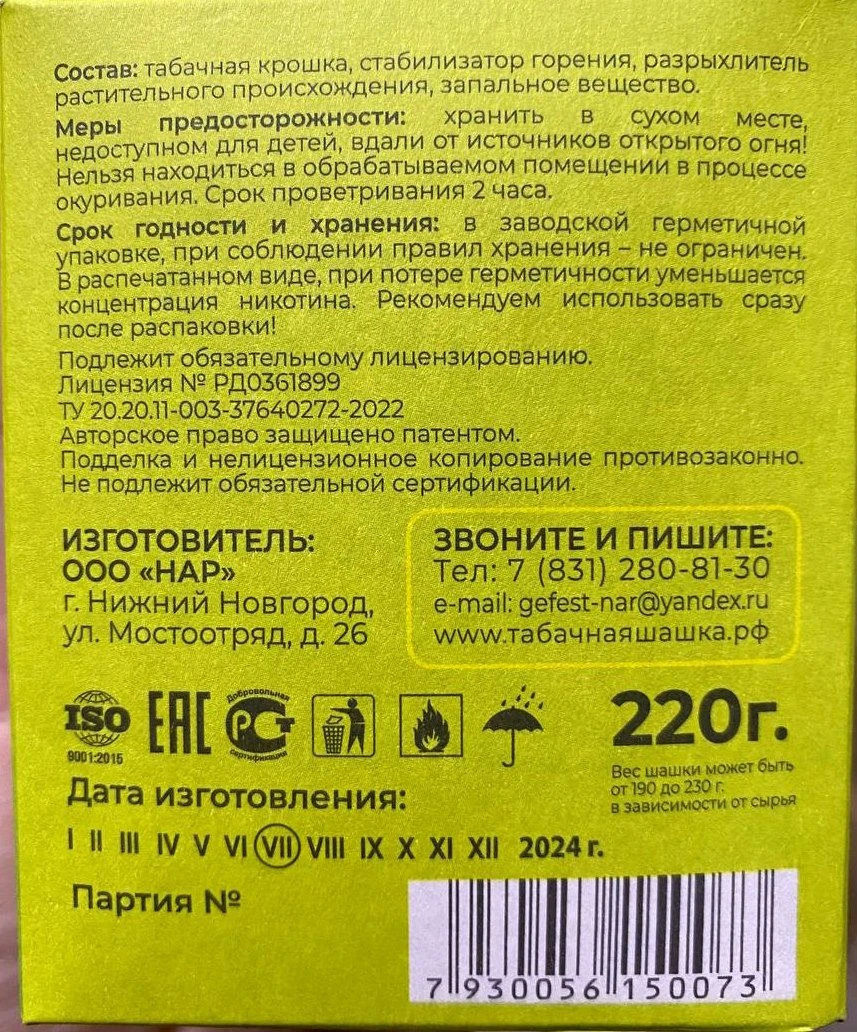 Состав: табачная крошка, стабилизатор горения, разрыхлитель
растительного происхождения, запальное вещество.
Меры предосторожности: хранить в сухом месте,
недоступном для детей, вдали от источников открытого огня!
Нельзя находиться в обрабатываемом помещении в процессе
окуривания. Срок проветривания 2 часа.
Срок годности и хранения: в заводской герметичной
упаковке, при соблюдении правил хранения – не ограничен.
В распечатанном виде, при потере герметичности уменьшается
концентрация никотина. Рекомендуем использовать сразу
после распаковки!
Подлежит обязательному лицензированию.
Лицензия № РД0361899
ТУ 20.20.11-003-37640272-2022
Авторское право защищено патентом.
Подделка и нелицензионное копирование противозаконно.
Не подлежит обязательной сертификации.
ИЗГОТОВИТЕЛЬ:
ООО «НАР»
г. Нижний Новгород,
ул. Мостоотряд, д. 26
ЗВОНИТЕ И ПИШИТЕ:
Тел: 7 (831) 280-81-30
e-mail: gefest-nar@yandex.ru
www.табачнаяшашка.рф
ISO
9001:2015
ЕАС
Добровольная
РСТ
сертификация
220г.
Вес шашки может быть
от 190 до 230 г.
в зависимости от сырья
Дата изготовления:
I II III IV V VI VII VIII IX X XI XII 2024 г.
Партия №
7 930056 150073